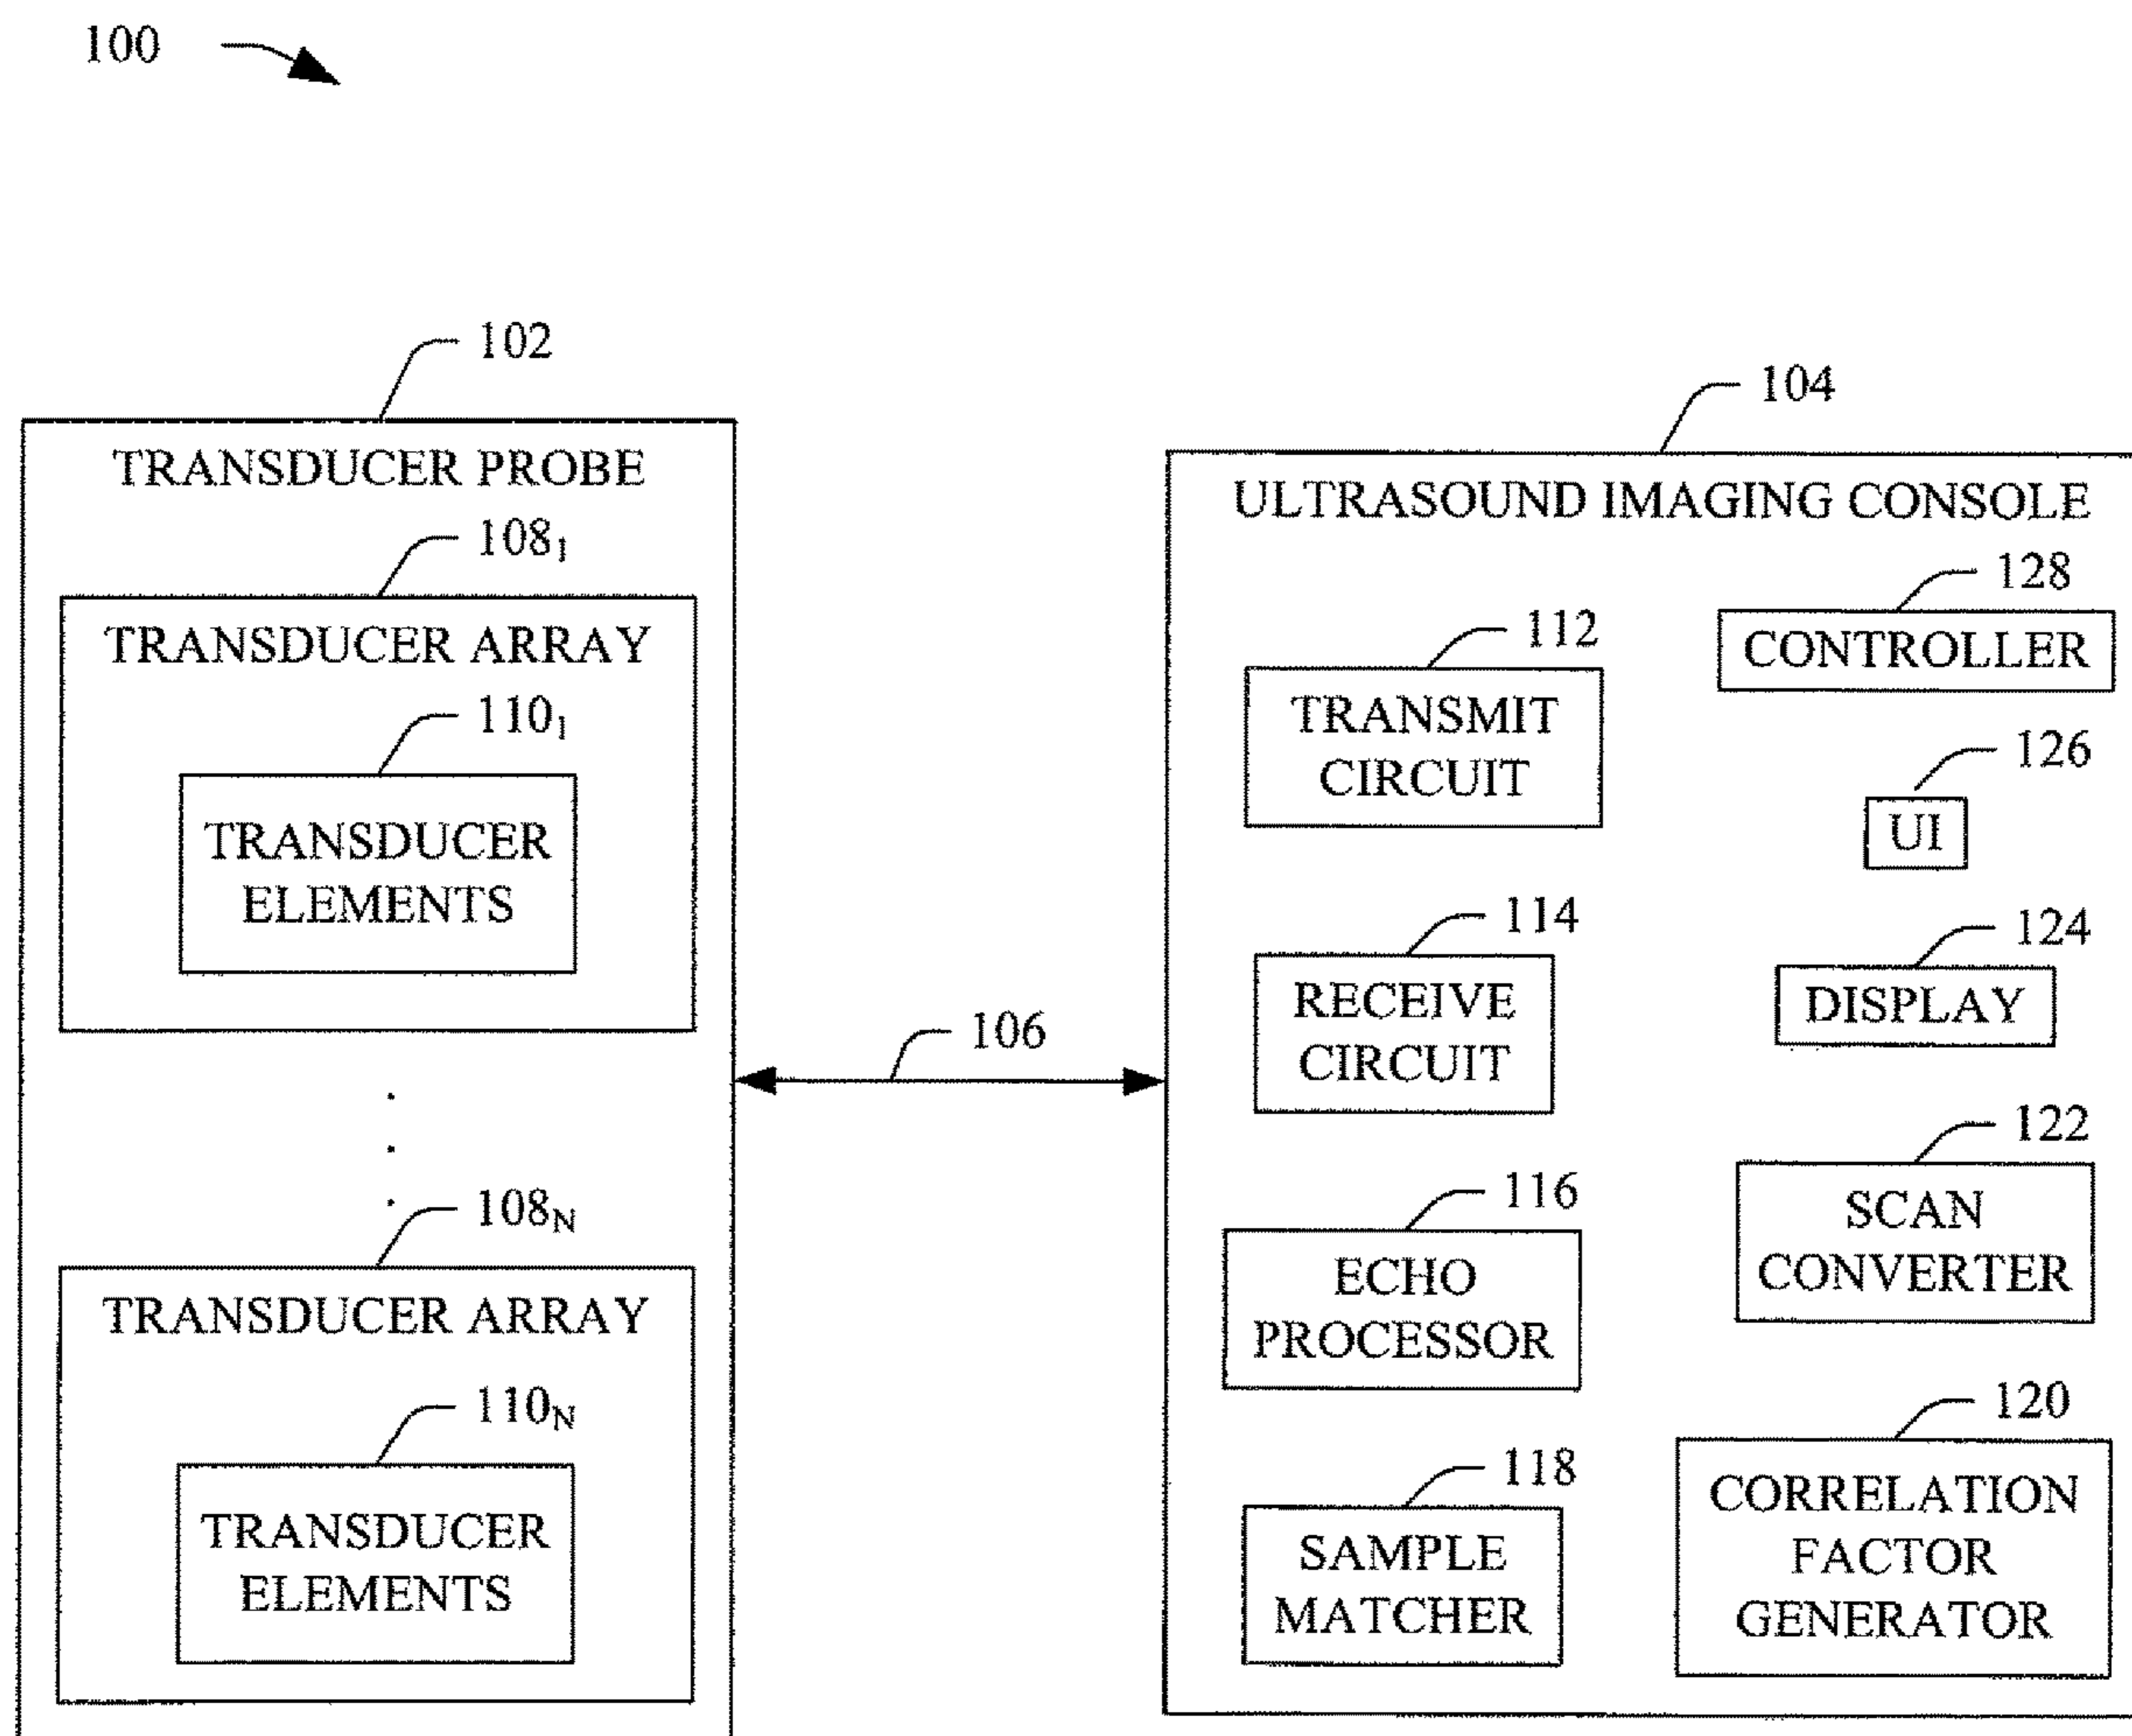 100
102
TRANSDUCER PROBE
108₁
TRANSDUCER ARRAY
110₁
TRANSDUCER
ELEMENTS
108ₙ
TRANSDUCER ARRAY
110ₙ
TRANSDUCER
ELEMENTS
106
104
ULTRASOUND IMAGING CONSOLE
112
TRANSMIT
CIRCUIT
114
RECEIVE
CIRCUIT
116
ECHO
PROCESSOR
118
SAMPLE
MATCHER
128
CONTROLLER
126
UI
124
DISPLAY
122
SCAN
CONVERTER
120
CORRELATION
FACTOR
GENERATOR